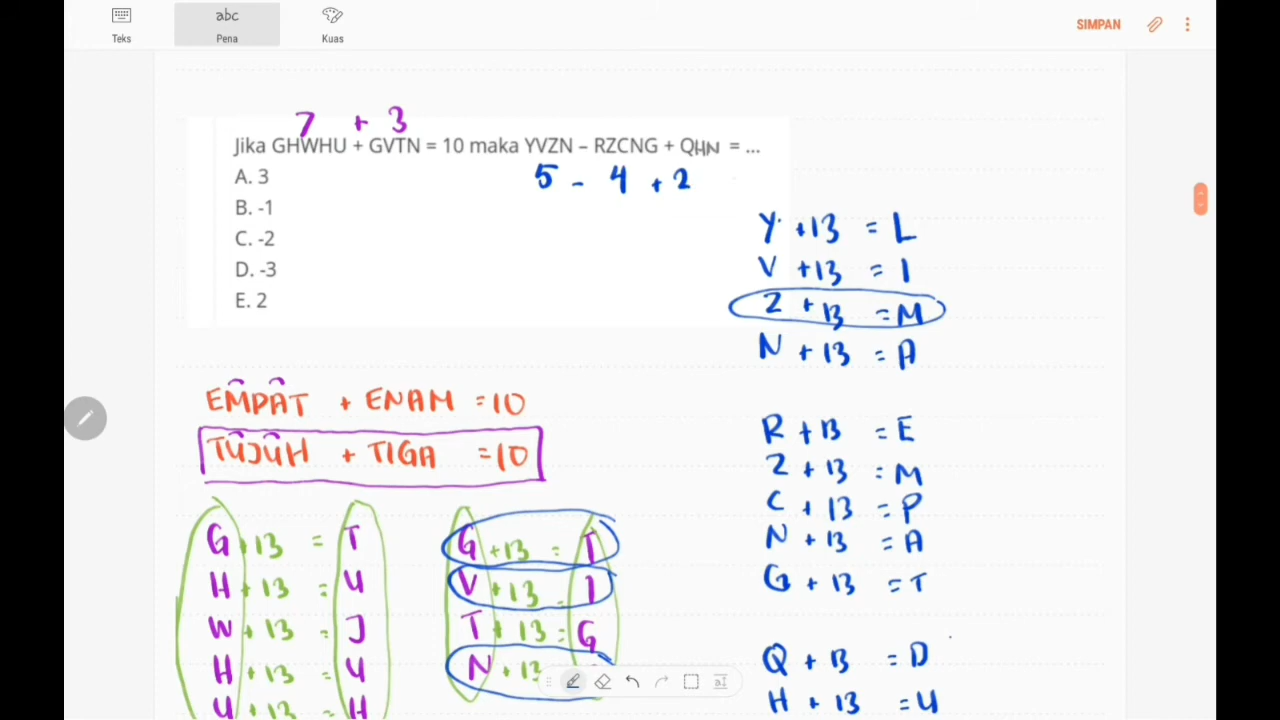 Teks
abc
Pena
Kuas
SIMPAN
7 + 3
Jika GHWHU + GVTN = 10 maka YVZN – RZCNG + QHN = ...
5 - 4 + 2
A. 3
B. -1
C. -2
D. -3
E. 2
Y + 13 = L
V + 13 = I
Z + 13 = M
N + 13 = A
R + 13 = E
Z + 13 = M
C + 13 = P
N + 13 = A
G + 13 = T
Q + 13 = D
H + 13 = U
EMPAT + ENAM = 10
TUJUH + TIGA = 10
G + 13 = T
H + 13 = U
W + 13 = J
H + 13 = U
U + 13 = H
G + 13 = T
V + 13 = I
T + 13 = G
N + 13